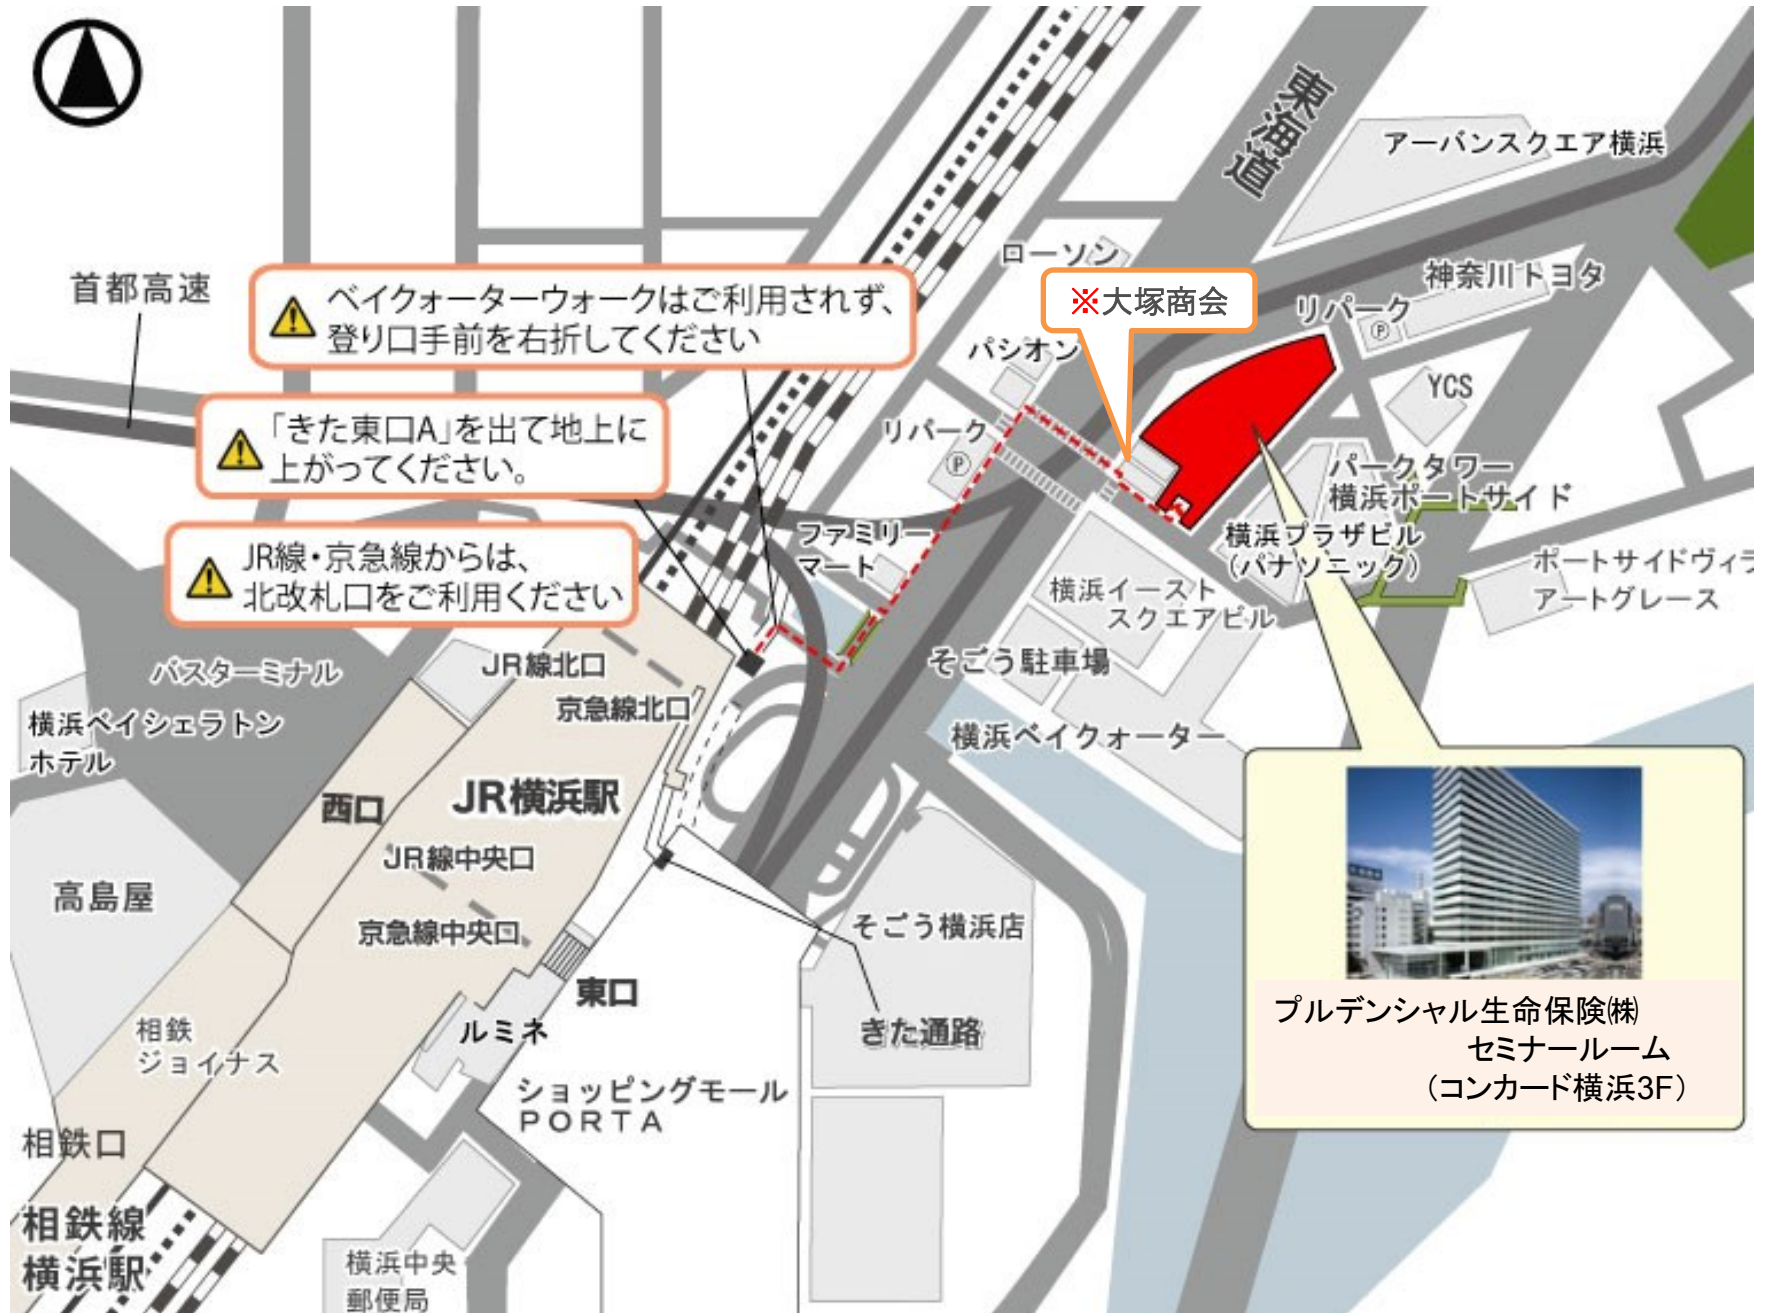 東海道
アーバンスクエア横浜
ローソン
神奈川トヨタ
首都高速
ベイクォーターウォークはご利用されず、
登り口手前を右折してください
※大塚商会
リパーク
P
パシオン
YCS
「きた東口A」を出て地上に
上がってください。
リパーク
P
パークタワー
横浜ポートサイド
ファミリー
マート
横浜プラザビル
(パナソニック)
JR線・京急線からは、
北改札口をご利用ください
横浜イースト
スクエアビル
ポートサイドヴィラ
アートグレース
バスターミナル
JR線北口
そごう駐車場
京急線北口
横浜ベイシェラトン
ホテル
横浜ベイクォーター
西口
JR横浜駅
JR線中央口
高島屋
京急線中央口
そごう横浜店
東口
プルデンシャル生命保険㈱
セミナールーム
(コンカード横浜3F)
相鉄
ジョイナス
ルミネ
きた通路
ショッピングモール
PORTA
相鉄口
相鉄線
横浜駅
横浜中央
郵便局